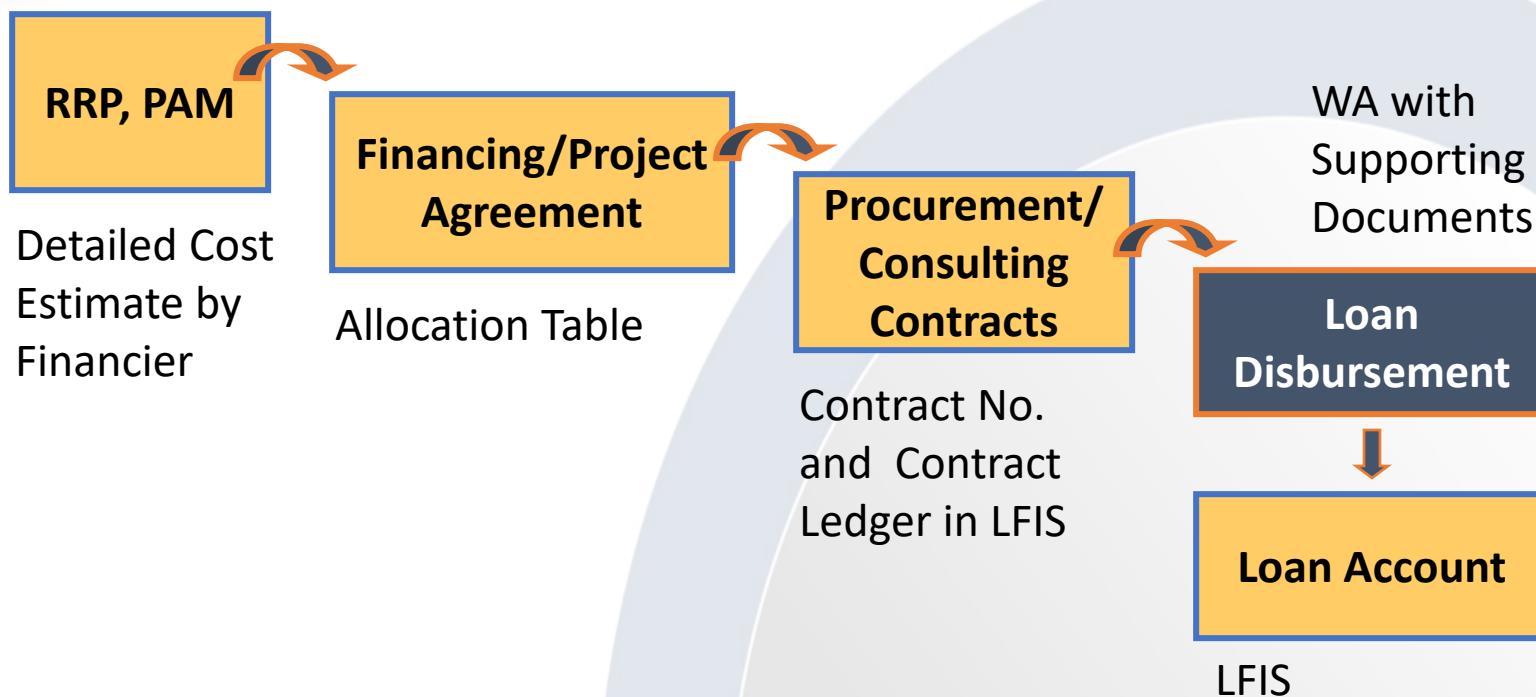 RRP, PAM
Detailed Cost
Estimate by
Financier
Financing/Project
Agreement
Allocation Table
Procurement/
Consulting
Contracts
Contract No.
and Contract
Ledger in LFIS
WA with
Supporting
Documents
Loan
Disbursement
Loan Account
LFIS